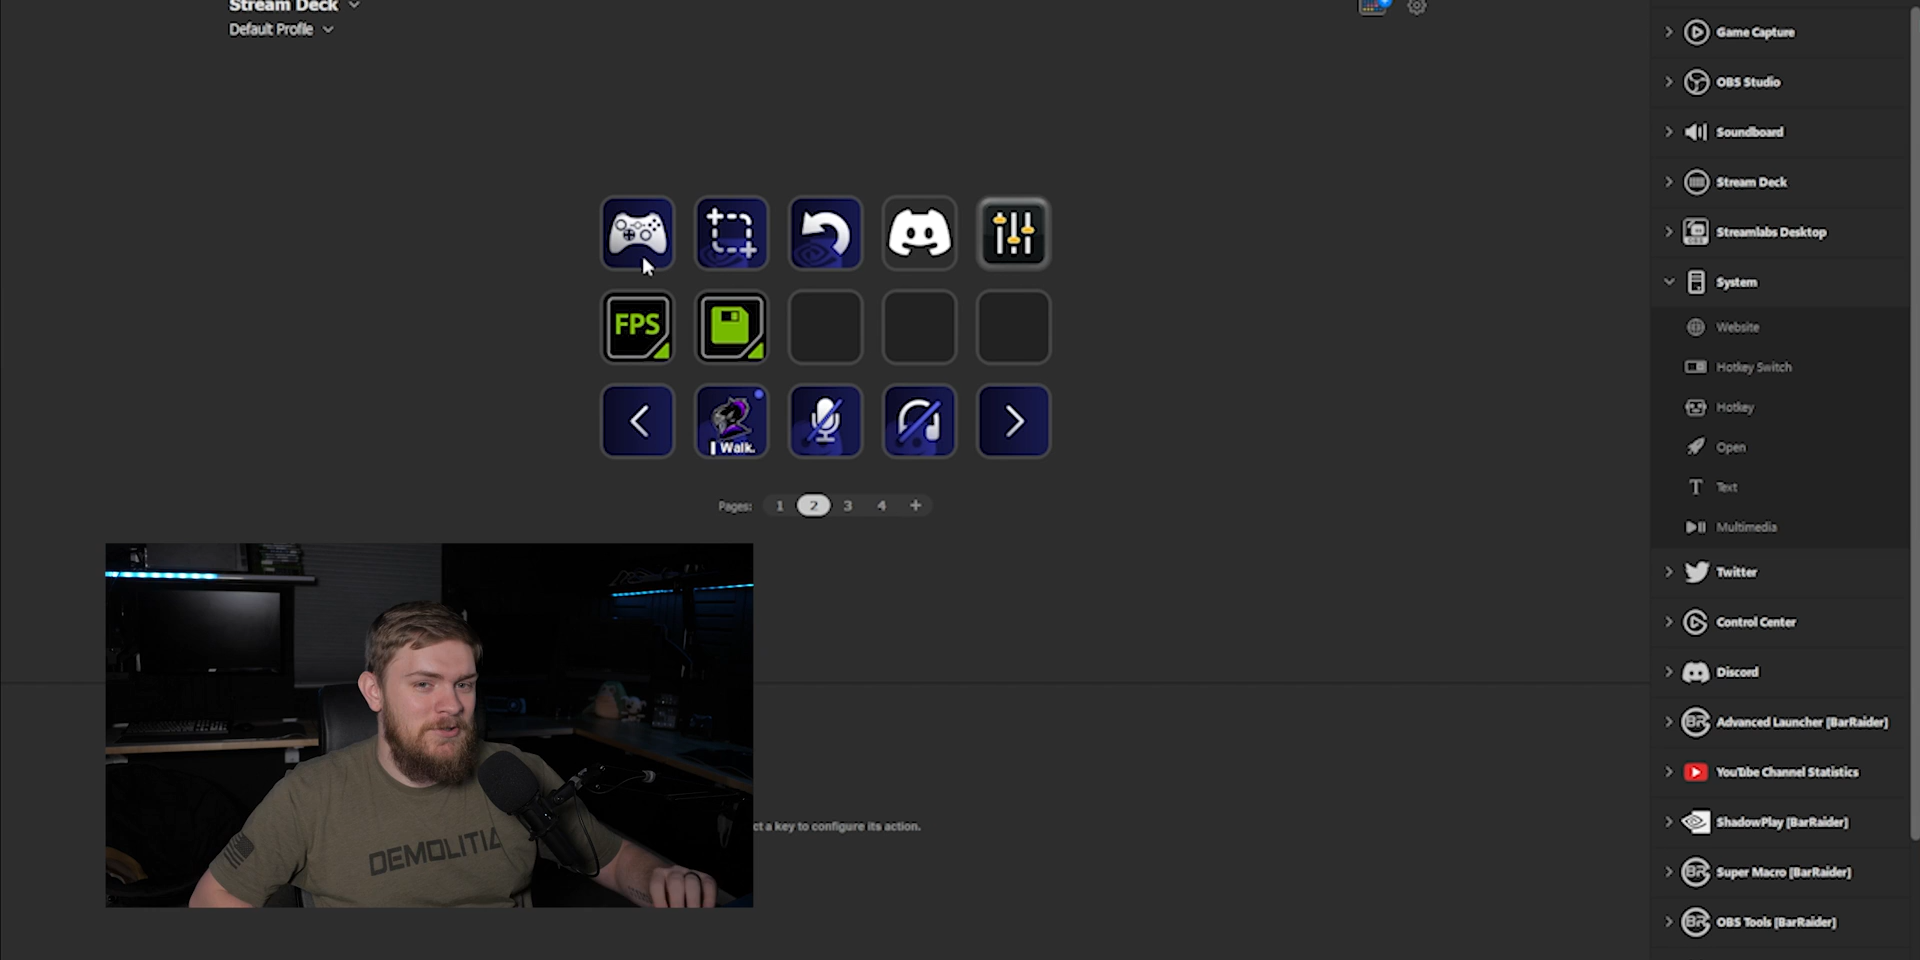 Stream Deck
Default Profile
FPS
Walk.
Pages: 1 2 3 4 +
DEMOLITIA
ct a key to configure its action.
Game Capture
OBS Studio
Soundboard
Stream Deck
Streamlabs Desktop
System
Website
Hotkey Switch
Hotkey
Open
Text
Multimedia
Twitter
Control Center
Discord
Advanced Launcher [BarRaider]
YouTube Channel Statistics
ShadowPlay [BarRaider]
Super Macro [BarRaider]
OBS Tools [BarRaider]